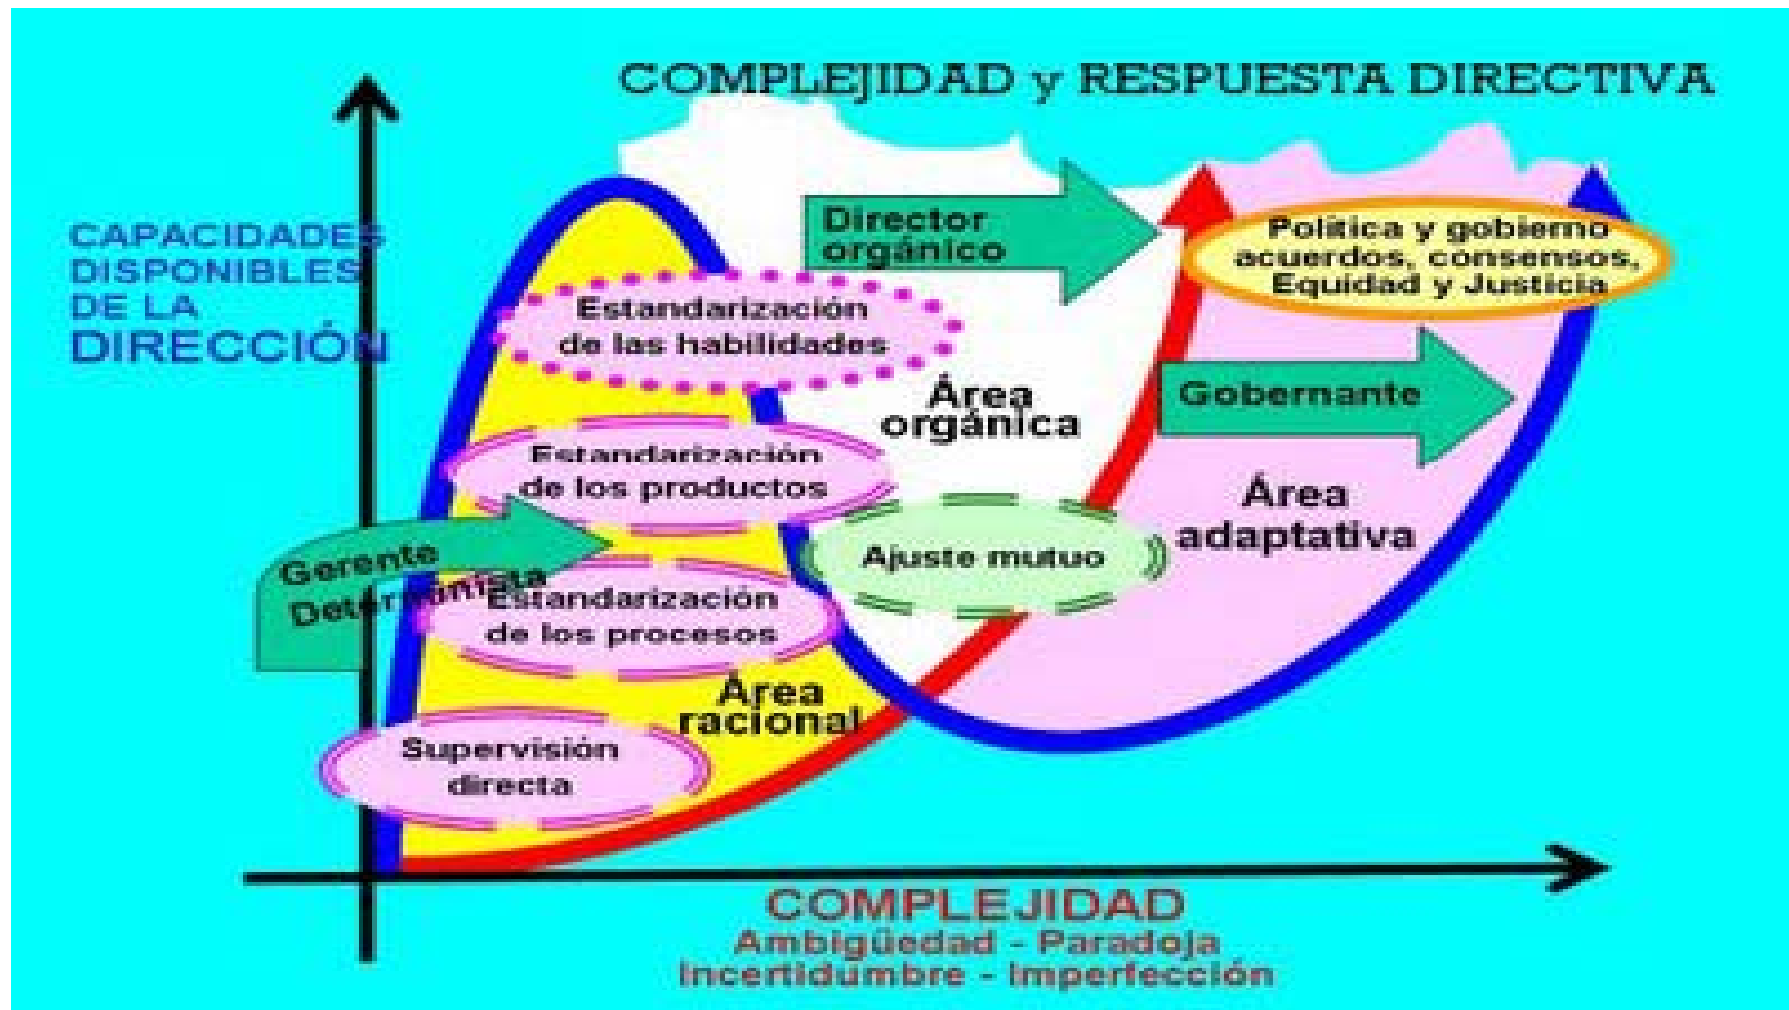 COMPLEJIDAD y RESPUESTA DIRECTIVA
CAPACIDADES
DISPONIBLES
DE LA
DIRECCIÓN
Director
orgánico
Política y gobierno
acuerdos, consensos,
Equidad y Justicia
Estandarización
de las habilidades
Área
orgánica
Gobernante
Estandarización
de los productos
Área
adaptativa
Ajuste mutuo
Gerente
Determinista
Estandarización
de los procesos
Área
racional
Supervisión
directa
COMPLEJIDAD
Ambigüedad - Paradoja
Incertidumbre - Imperfección